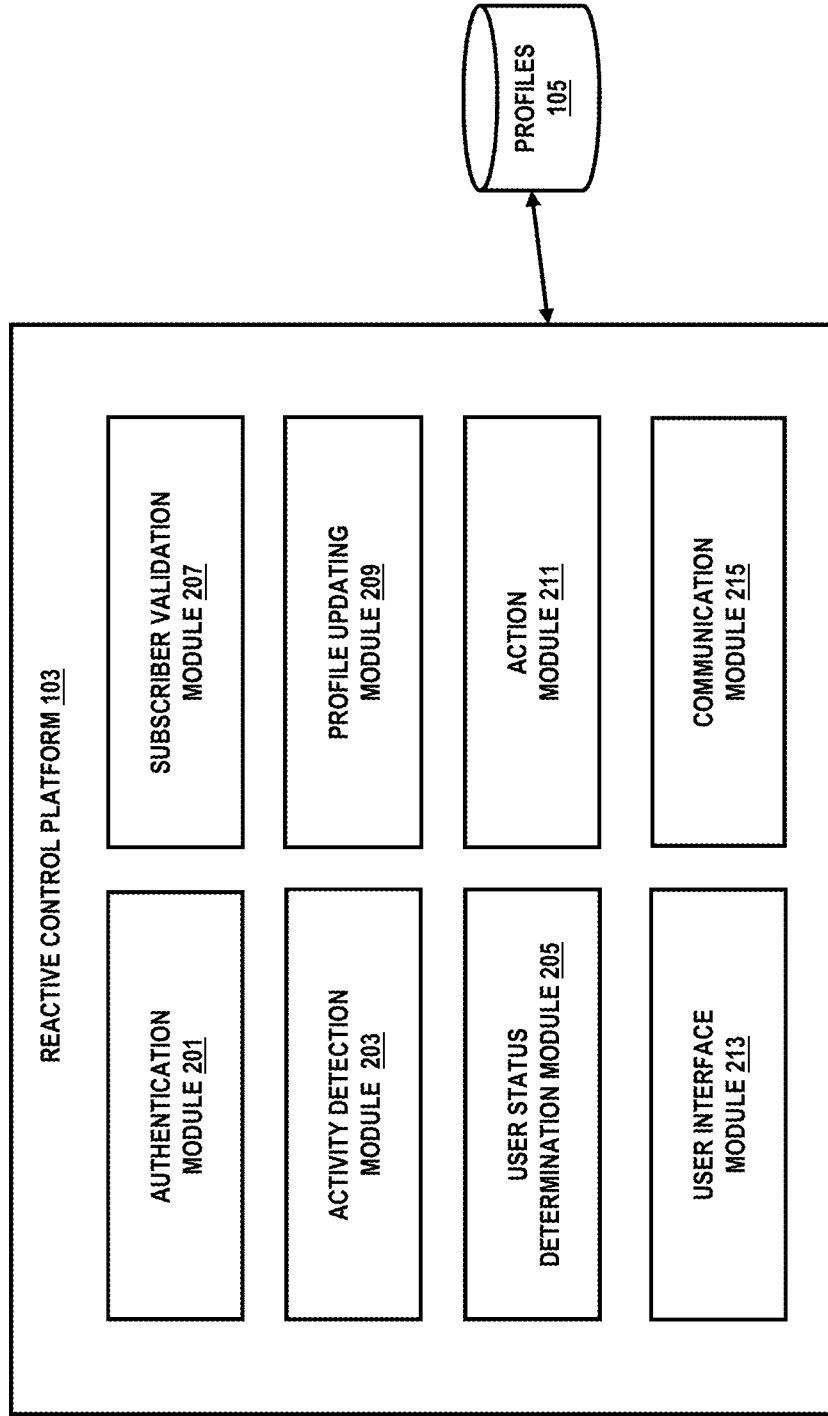 REACTIVE CONTROL PLATFORM 103
AUTHENTICATION
MODULE 201
SUBSCRIBER VALIDATION
MODULE 207
ACTIVITY DETECTION
MODULE 203
PROFILE UPDATING
MODULE 209
USER STATUS
DETERMINATION MODULE 205
ACTION
MODULE 211
USER INTERFACE
MODULE 213
COMMUNICATION
MODULE 215
PROFILES
105